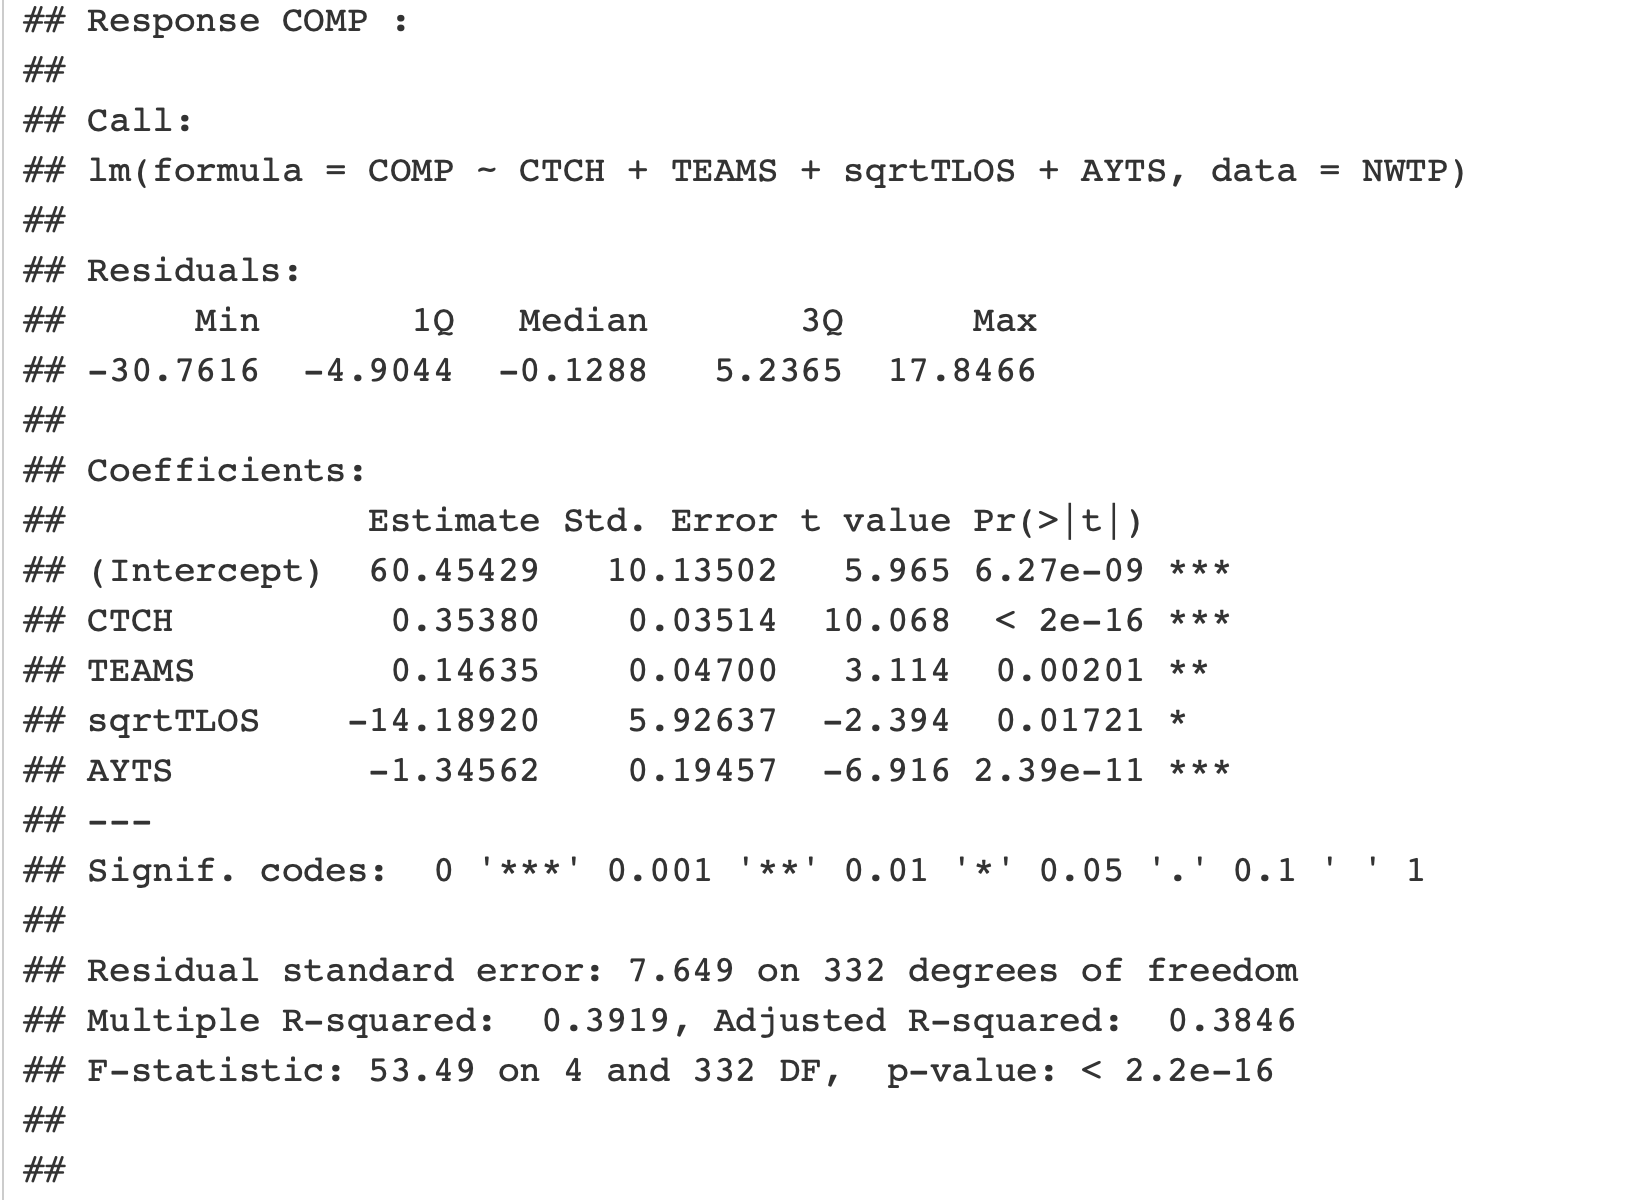 ## Response COMP :
##
## Call:
## lm(formula = COMP ~ CTCH + TEAMS + sqrtTLOS + AYTS, data = NWTP)
##
## Residuals:
##      Min       1Q   Median       3Q      Max
## -30.7616  -4.9044  -0.1288   5.2365  17.8466
##
## Coefficients:
##              Estimate Std. Error t value Pr(>|t|)
## (Intercept)  60.45429   10.13502   5.965 6.27e-09 ***
## CTCH          0.35380    0.03514  10.068  < 2e-16 ***
## TEAMS         0.14635    0.04700   3.114  0.00201 **
## sqrtTLOS    -14.18920    5.92637  -2.394  0.01721 *
## AYTS         -1.34562    0.19457  -6.916 2.39e-11 ***
## ---
## Signif. codes:  0 '***' 0.001 '**' 0.01 '*' 0.05 '.' 0.1 ' ' 1
##
## Residual standard error: 7.649 on 332 degrees of freedom
## Multiple R-squared:  0.3919, Adjusted R-squared:  0.3846
## F-statistic: 53.49 on 4 and 332 DF,  p-value: < 2.2e-16
##
##